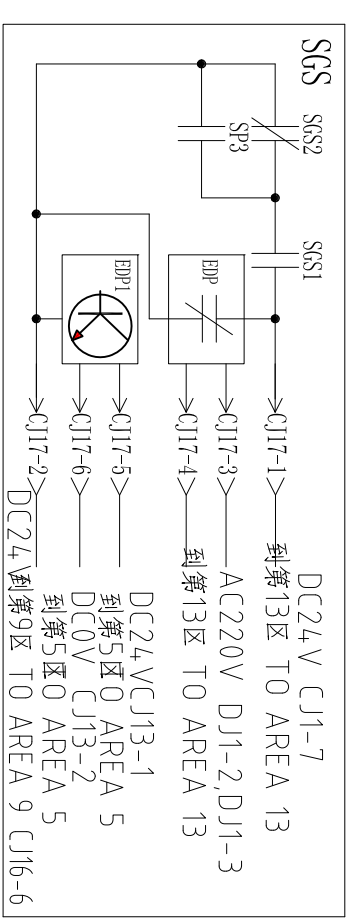 SGS
SGS2
SP3
SGS1
EDP
EDP1
CJ17-1
DC24V CJ1-7
到第13区 TO AREA 13
CJ17-3
AC220V DJ1-2,DJ1-3
CJ17-4
到第13区 TO AREA 13
CJ17-5
DC24VCJ13-1
到第5区O AREA 5
CJ17-6
DC0V CJ13-2
到第5区O AREA 5
CJ17-2
DC24V到第9区 TO AREA 9 CJ16-6